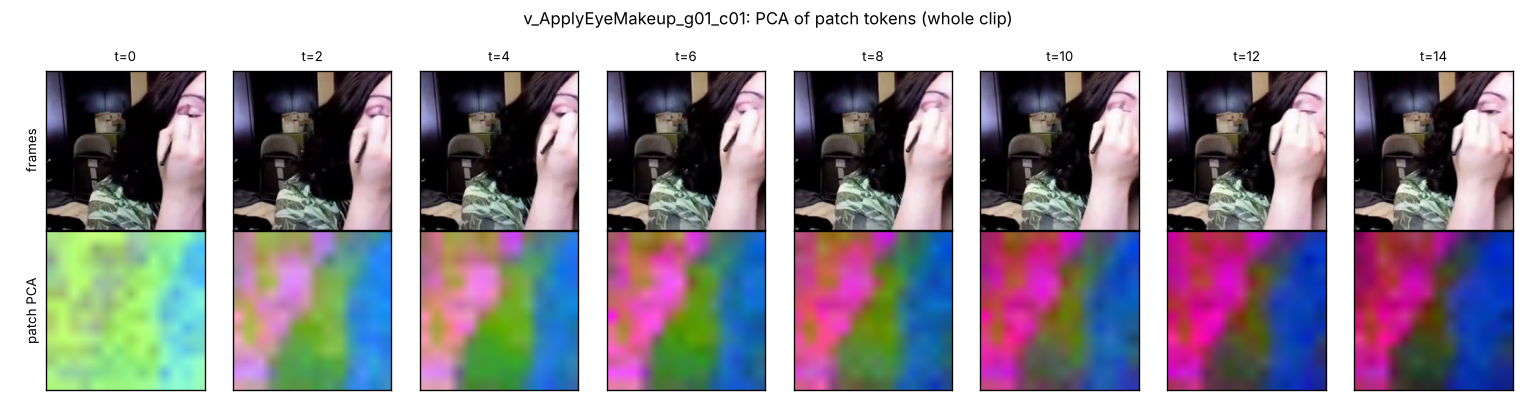 v_ApplyEyeMakeup_g01_c01: PCA of patch tokens (whole clip)
t=0 t=2 t=4 t=6 t=8 t=10 t=12 t=14
frames
patch PCA